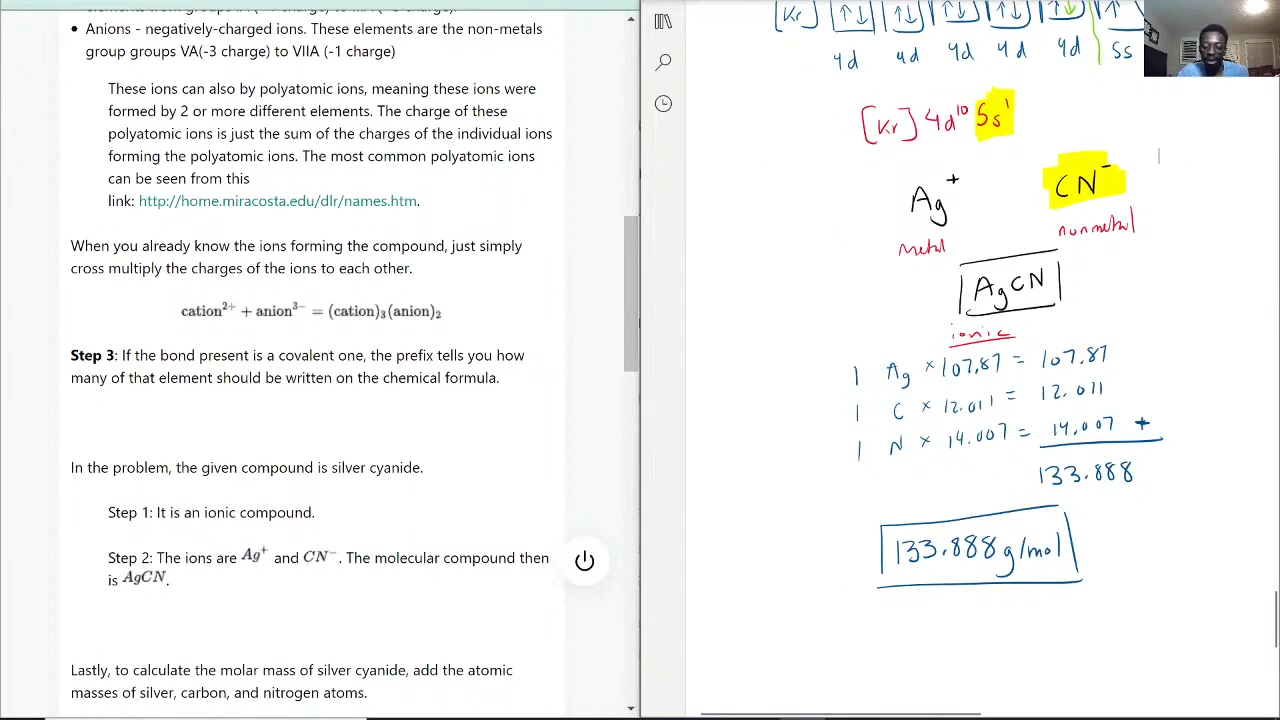 Anions - negatively-charged ions. These elements are the non-metals
group groups VA(-3 charge) to VIIA (-1 charge)
These ions can also by polyatomic ions, meaning these ions were
formed by 2 or more different elements. The charge of these
polyatomic ions is just the sum of the charges of the individual ions
forming the polyatomic ions. The most common polyatomic ions
can be seen from this
link: http://home.miracosta.edu/dlr/names.htm.
When you already know the ions forming the compound, just simply
cross multiply the charges of the ions to each other.
cation²⁺ + anion³⁻ = (cation)₃(anion)₂
Step 3: If the bond present is a covalent one, the prefix tells you how
many of that element should be written on the chemical formula.
In the problem, the given compound is silver cyanide.
Step 1: It is an ionic compound.
Step 2: The ions are Ag⁺ and CN⁻. The molecular compound then
is AgCN.
Lastly, to calculate the molar mass of silver cyanide, add the atomic
masses of silver, carbon, and nitrogen atoms.
[Kr] ↑↓ ↑↓ ↑↓ ↑↓ ↑↓ ↑
4d 4d 4d 4d 4d 5s
[Kr] 4d¹⁰ 5s¹
Ag⁺ CN⁻
metal nonmetal
AgCN
ionic
1 Ag × 107.87 = 107.87
1 C × 12.011 = 12.011
1 N × 14.007 = 14.007 +
133.888
133.888 g/mol